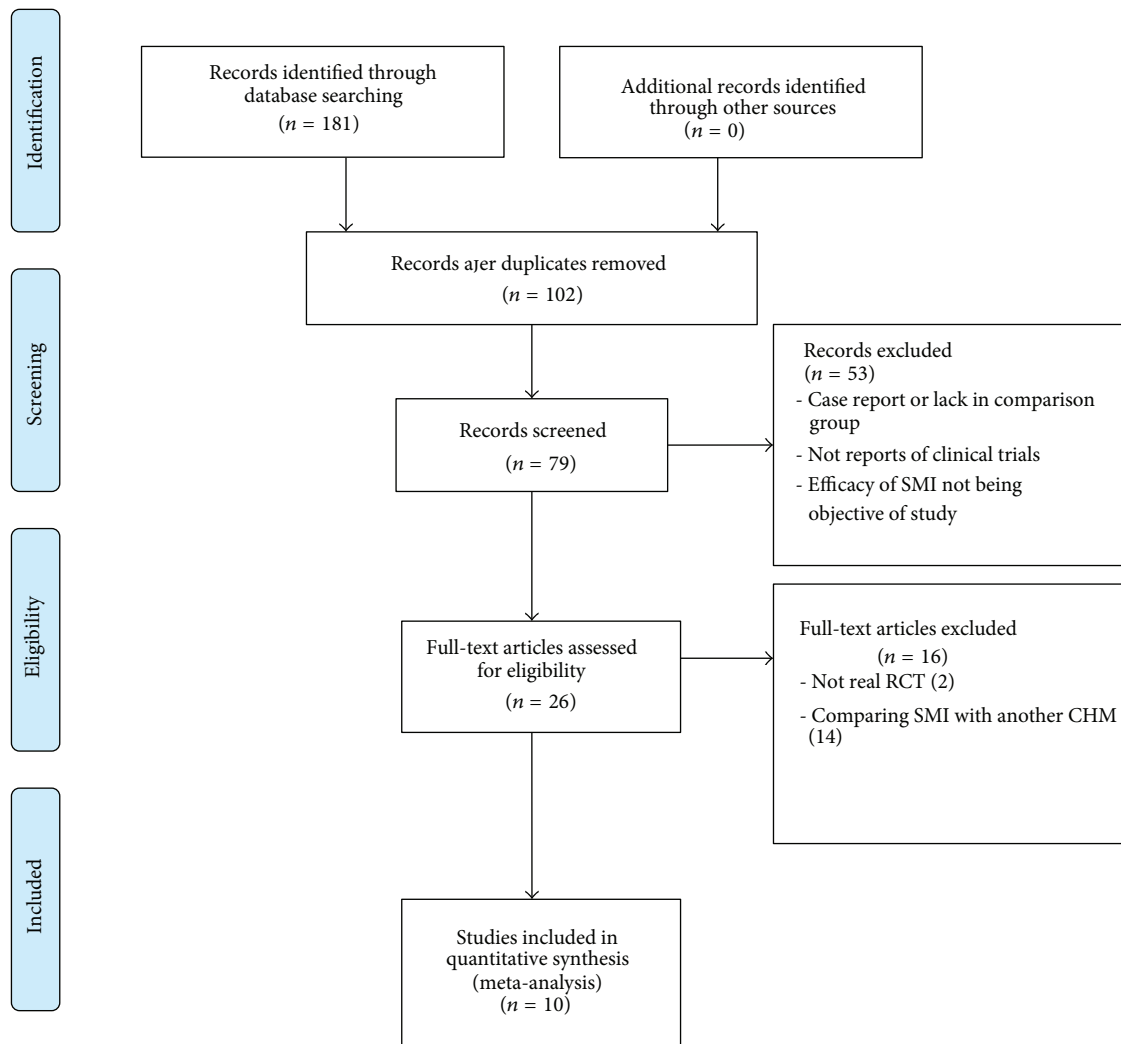 Identification
Records identified through
database searching
(n = 181)
Additional records identified
through other sources
(n = 0)
Records aȷer duplicates removed
(n = 102)
Screening
Records screened
(n = 79)
Records excluded
(n = 53)
- Case report or lack in comparison
group
- Not reports of clinical trials
- Efficacy of SMI not being
objective of study
Eligibility
Full-text articles assessed
for eligibility
(n = 26)
Full-text articles excluded
(n = 16)
- Not real RCT (2)
- Comparing SMI with another CHM
(14)
Included
Studies included in
quantitative synthesis
(meta-analysis)
(n = 10)